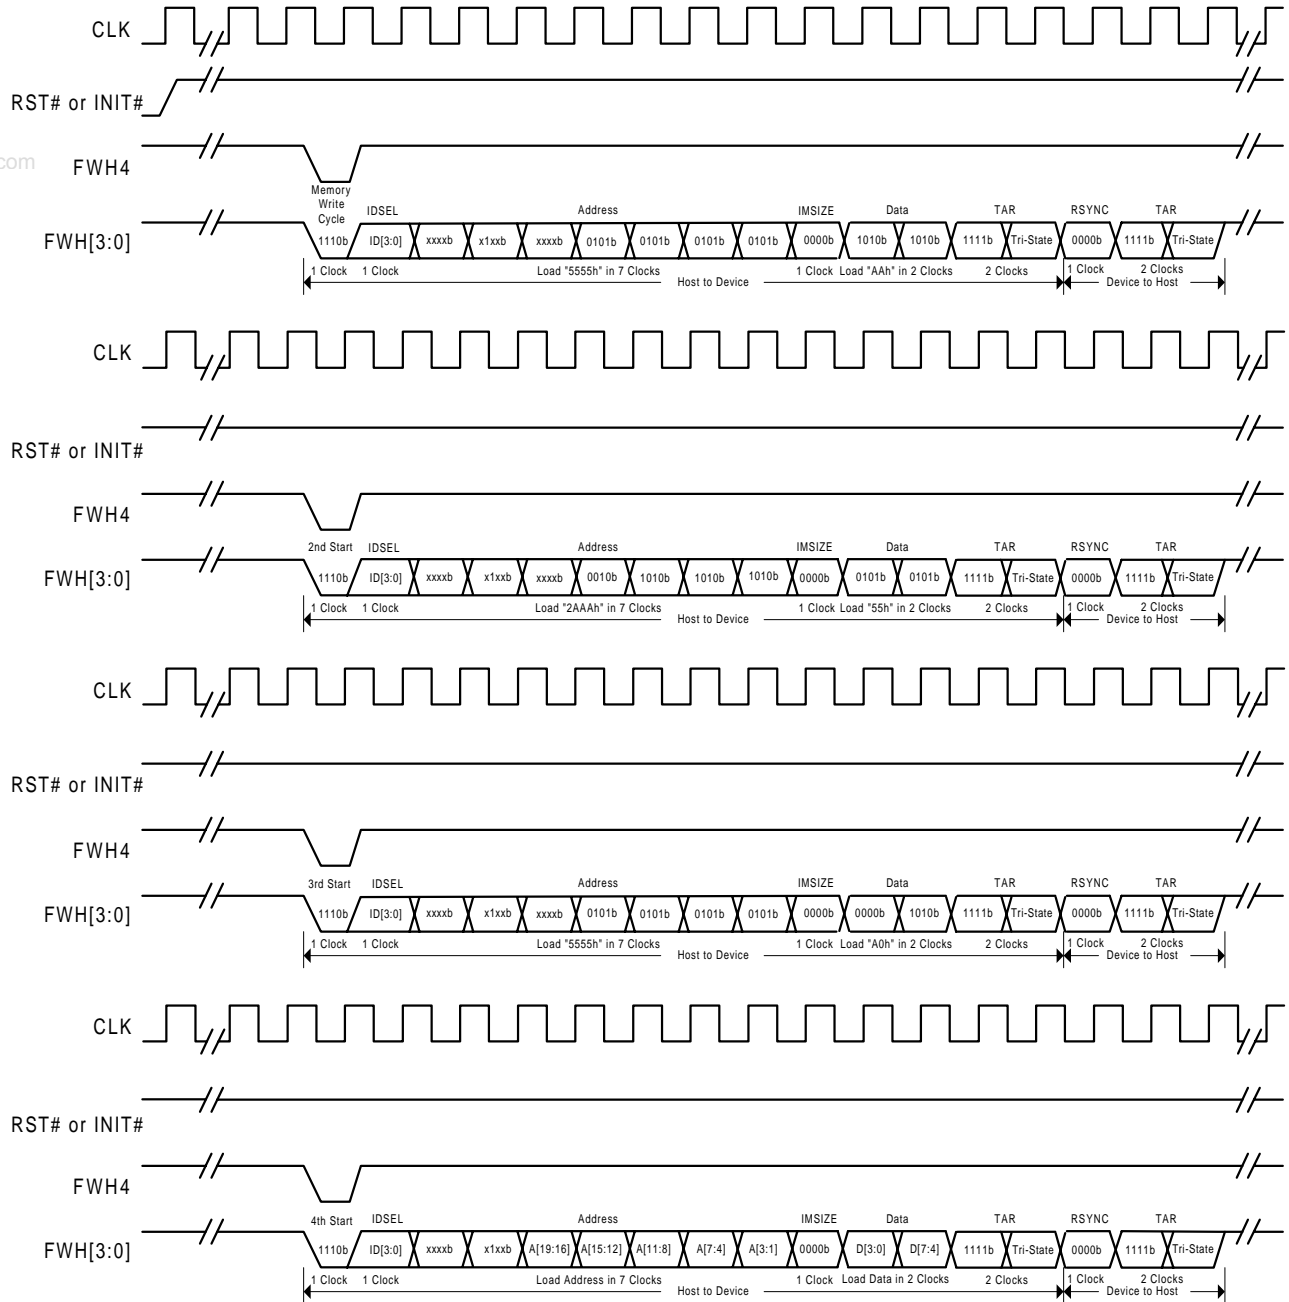 CLK
RST# or INIT#
com
FWH4
Memory
Write
Cycle
IDSEL Address IMSIZE Data TAR RSYNC TAR
FWH[3:0] 1110b ID[3:0] xxxxb x1xxb xxxxb 0101b 0101b 0101b 0101b 0000b 1010b 1010b 1111b Tri-State 0000b 1111b Tri-State
1 Clock 1 Clock Load "5555h" in 7 Clocks 1 Clock Load "AAh" in 2 Clocks 2 Clocks 1 Clock 2 Clocks
Host to Device Device to Host
CLK
RST# or INIT#
FWH4
2nd Start IDSEL Address IMSIZE Data TAR RSYNC TAR
FWH[3:0] 1110b ID[3:0] xxxxb x1xxb xxxxb 0010b 1010b 1010b 1010b 0000b 0101b 0101b 1111b Tri-State 0000b 1111b Tri-State
1 Clock 1 Clock Load "2AAAh" in 7 Clocks 1 Clock Load "55h" in 2 Clocks 2 Clocks 1 Clock 2 Clocks
Host to Device Device to Host
CLK
RST# or INIT#
FWH4
3rd Start IDSEL Address IMSIZE Data TAR RSYNC TAR
FWH[3:0] 1110b ID[3:0] xxxxb x1xxb xxxxb 0101b 0101b 0101b 0101b 0000b 0000b 1010b 1111b Tri-State 0000b 1111b Tri-State
1 Clock 1 Clock Load "5555h" in 7 Clocks 1 Clock Load "A0h" in 2 Clocks 2 Clocks 1 Clock 2 Clocks
Host to Device Device to Host
CLK
RST# or INIT#
FWH4
4th Start IDSEL Address IMSIZE Data TAR RSYNC TAR
FWH[3:0] 1110b ID[3:0] xxxxb x1xxb A[19:16] A[15:12] A[11:8] A[7:4] A[3:1] 0000b D[3:0] D[7:4] 1111b Tri-State 0000b 1111b Tri-State
1 Clock 1 Clock Load Address in 7 Clocks 1 Clock Load Data in 2 Clocks 2 Clocks 1 Clock 2 Clocks
Host to Device Device to Host